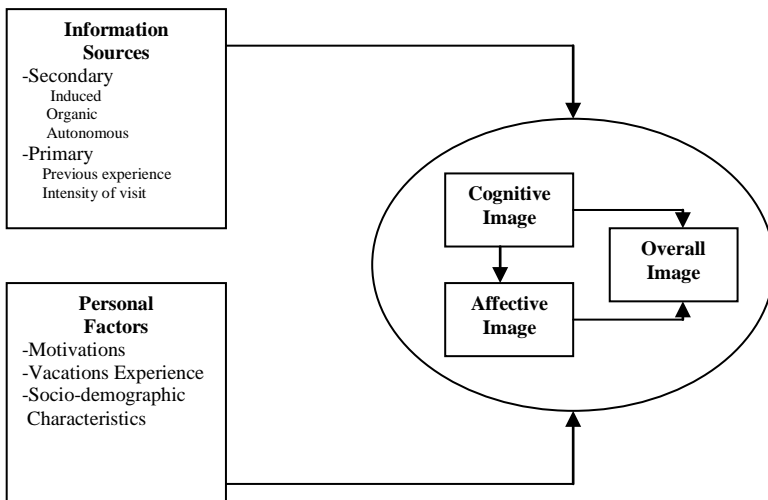 Information
Sources
-Secondary
Induced
Organic
Autonomous
-Primary
Previous experience
Intensity of visit
Cognitive
Image
Overall
Image
Affective
Image
Personal
Factors
-Motivations
-Vacations Experience
-Socio-demographic
Characteristics